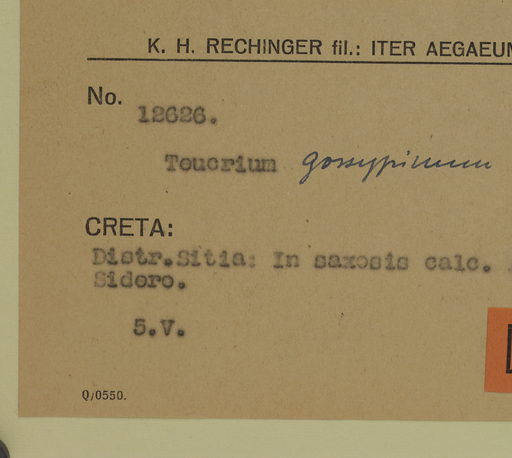 K. H. RECHINGER fil.: ITER AEGAEUM
No. 12626.
Teucrium gossypinum
CRETA:
Distr.Sitia: In saxosis calc.
Sidero.
5.V.
Q/0550.